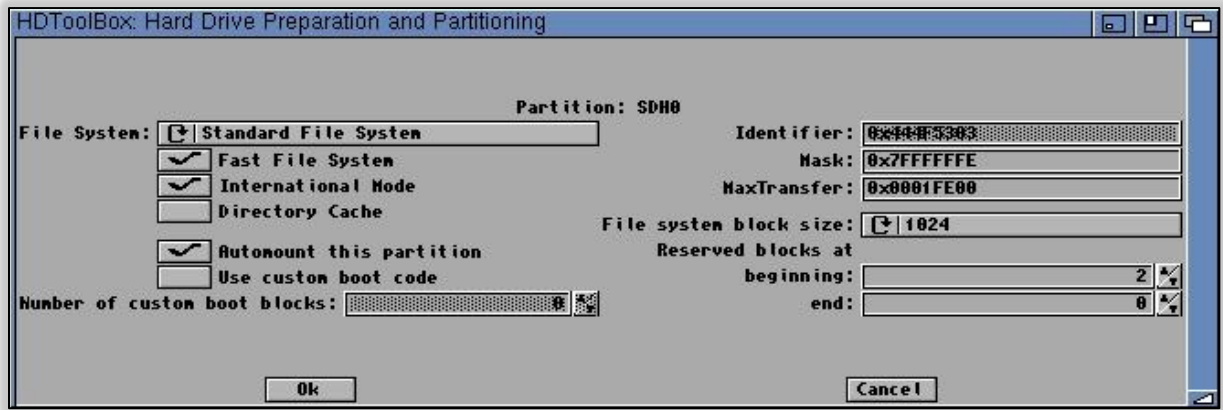 HDToolBox: Hard Drive Preparation and Partitioning
Partition: SDH0
File System: Standard File System
Identifier: 0x444F5303
Fast File System
Mask: 0x7FFFFFFE
International Mode
MaxTransfer: 0x0001FE00
Directory Cache
File system block size: 1024
Automount this partition
Reserved blocks at
Use custom boot code
beginning: 2
Number of custom boot blocks: 0
end: 0
Ok
Cancel